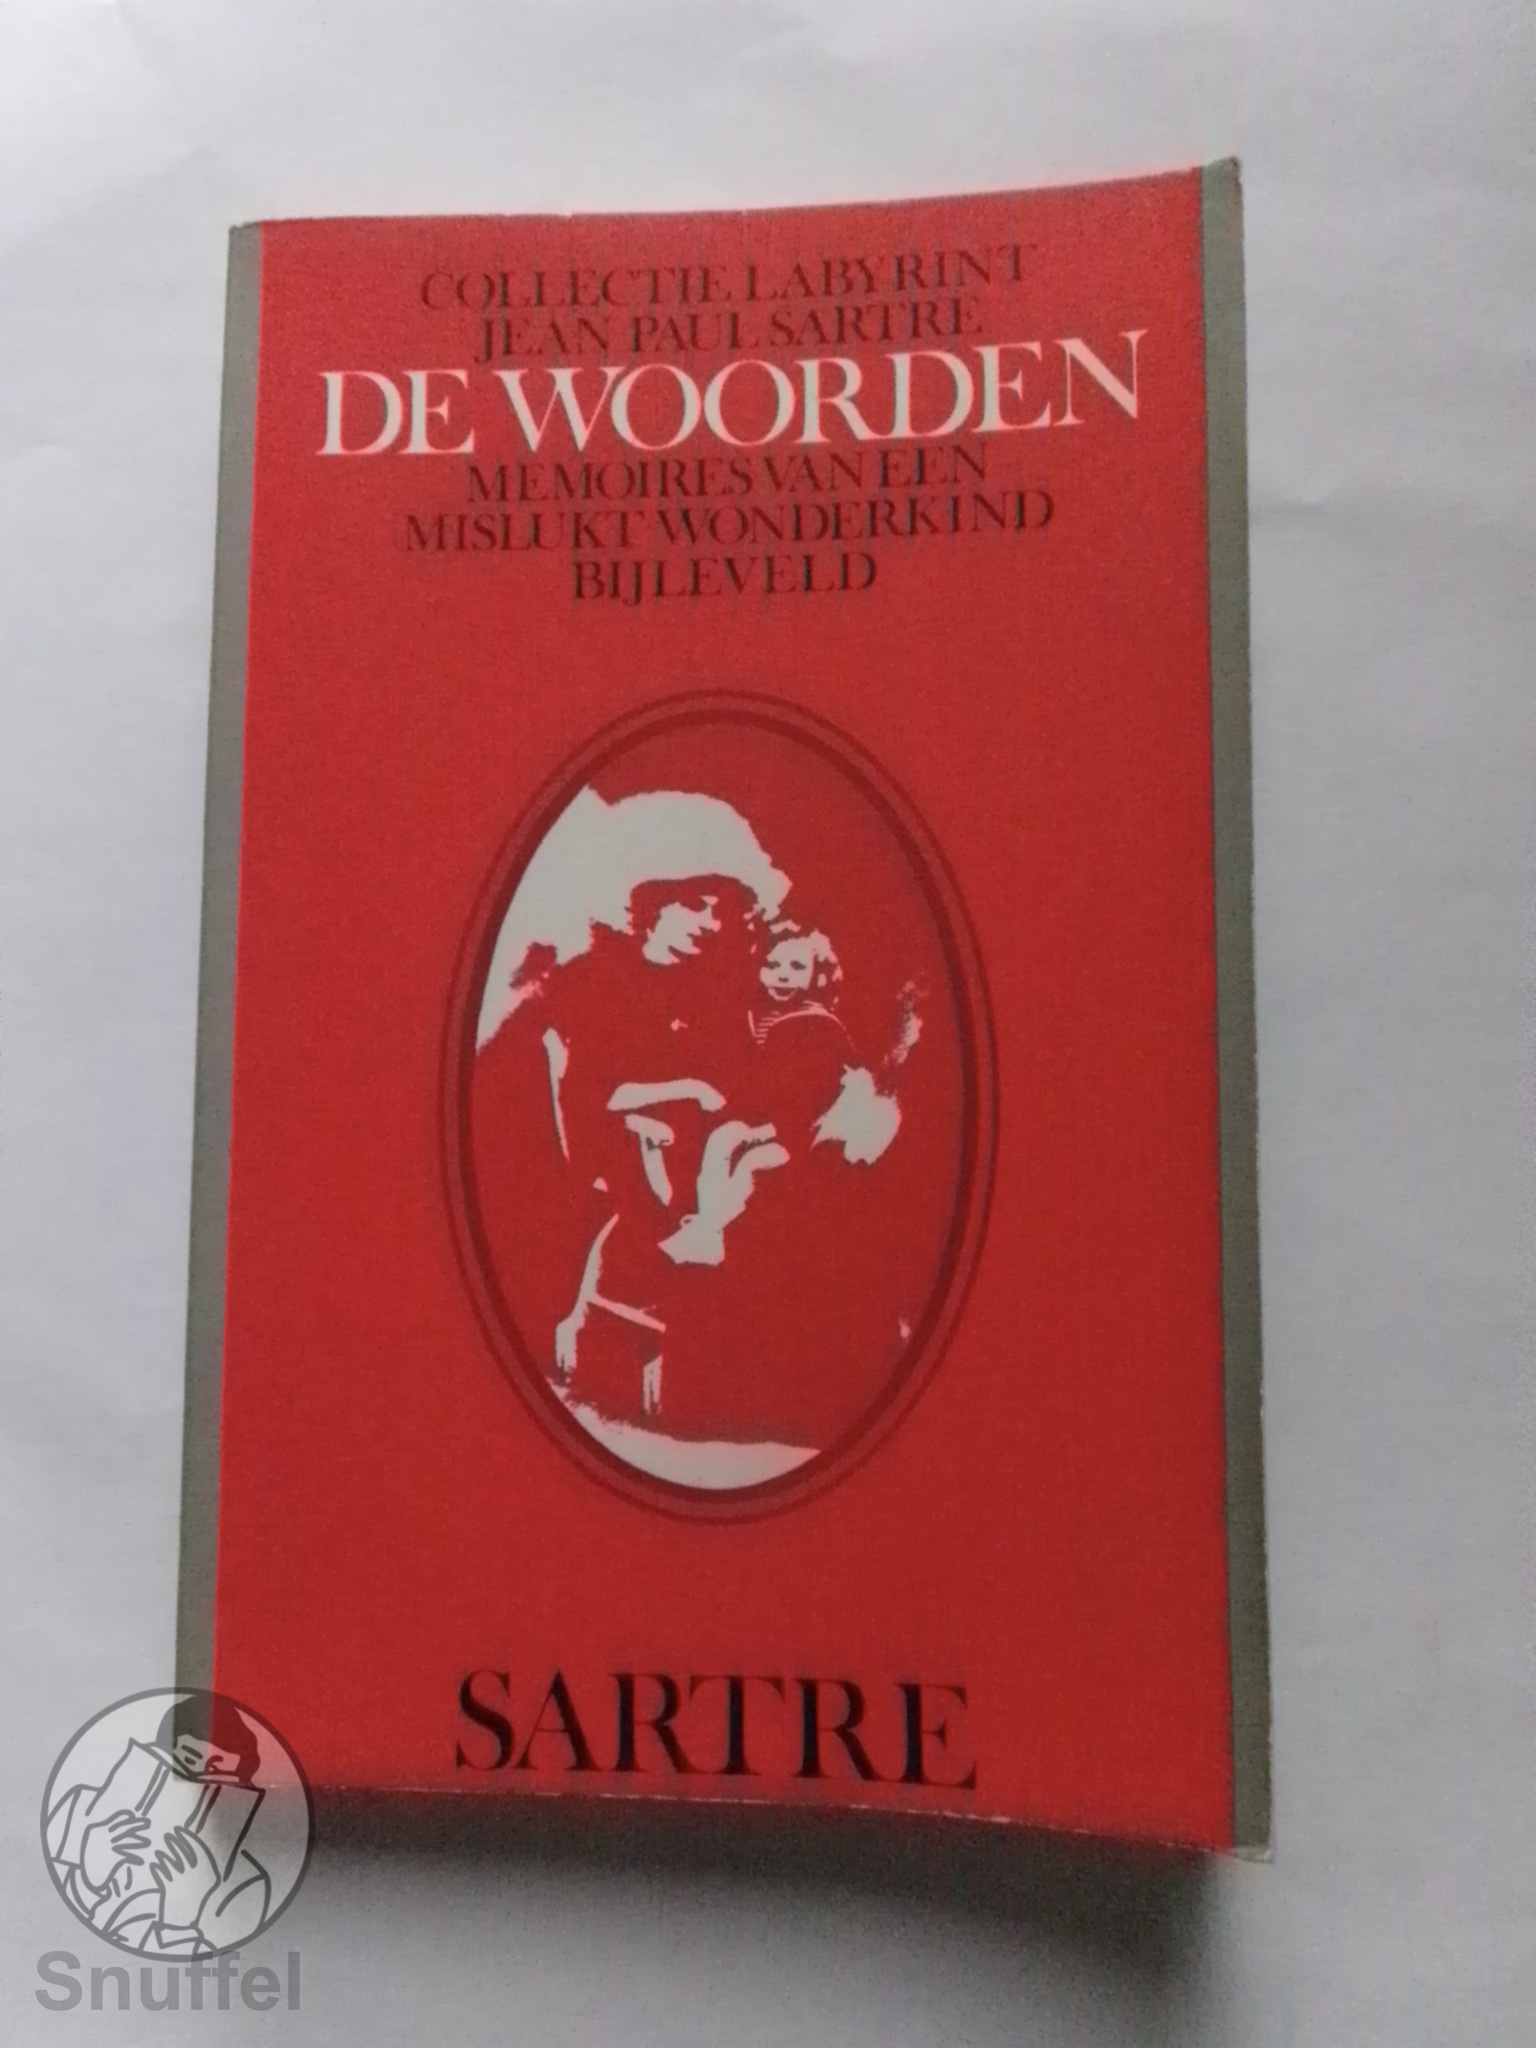 COLLECTIE LABYRINT
JEAN PAUL SARTRE
DE WOORDEN
MEMOIRES VAN EEN
MISLUKT WONDERKIND
BIJLEVELD
SARTRE
Snuffel